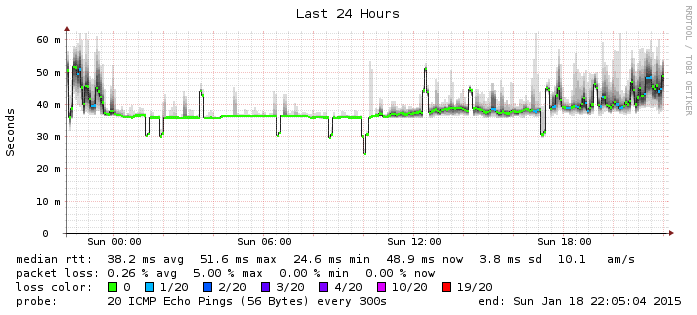 Last 24 Hours
RRDTOOL / TOBI OETIKER
Seconds
60 m
50 m
40 m
30 m
20 m
10 m
0
Sun 00:00 Sun 06:00 Sun 12:00 Sun 18:00
median rtt: 38.2 ms avg 51.6 ms max 24.6 ms min 48.9 ms now 3.8 ms sd 10.1 am/s
packet loss: 0.26 % avg 5.00 % max 0.00 % min 0.00 % now
loss color: 0 1/20 2/20 3/20 4/20 10/20 19/20
probe: 20 ICMP Echo Pings (56 Bytes) every 300s end: Sun Jan 18 22:05:04 2015